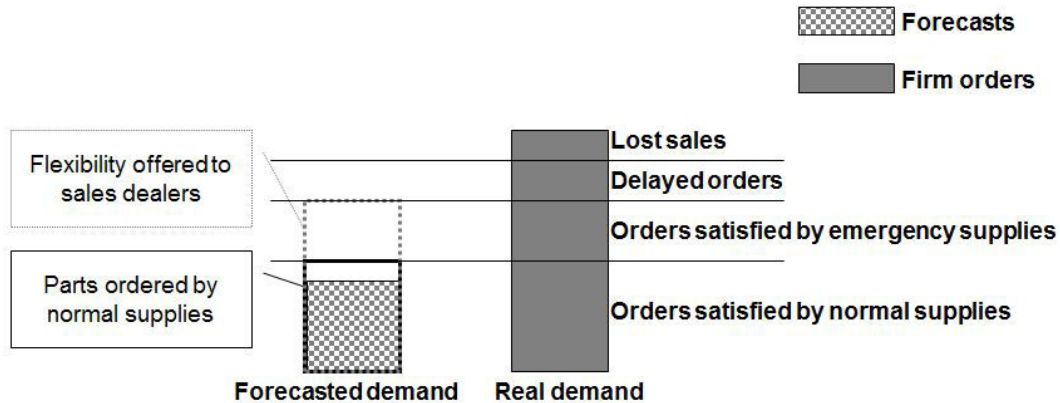 Forecasts
Firm orders
Flexibility offered to
sales dealers
Lost sales
Delayed orders
Orders satisfied by emergency supplies
Parts ordered by
normal supplies
Orders satisfied by normal supplies
Forecasted demand
Real demand